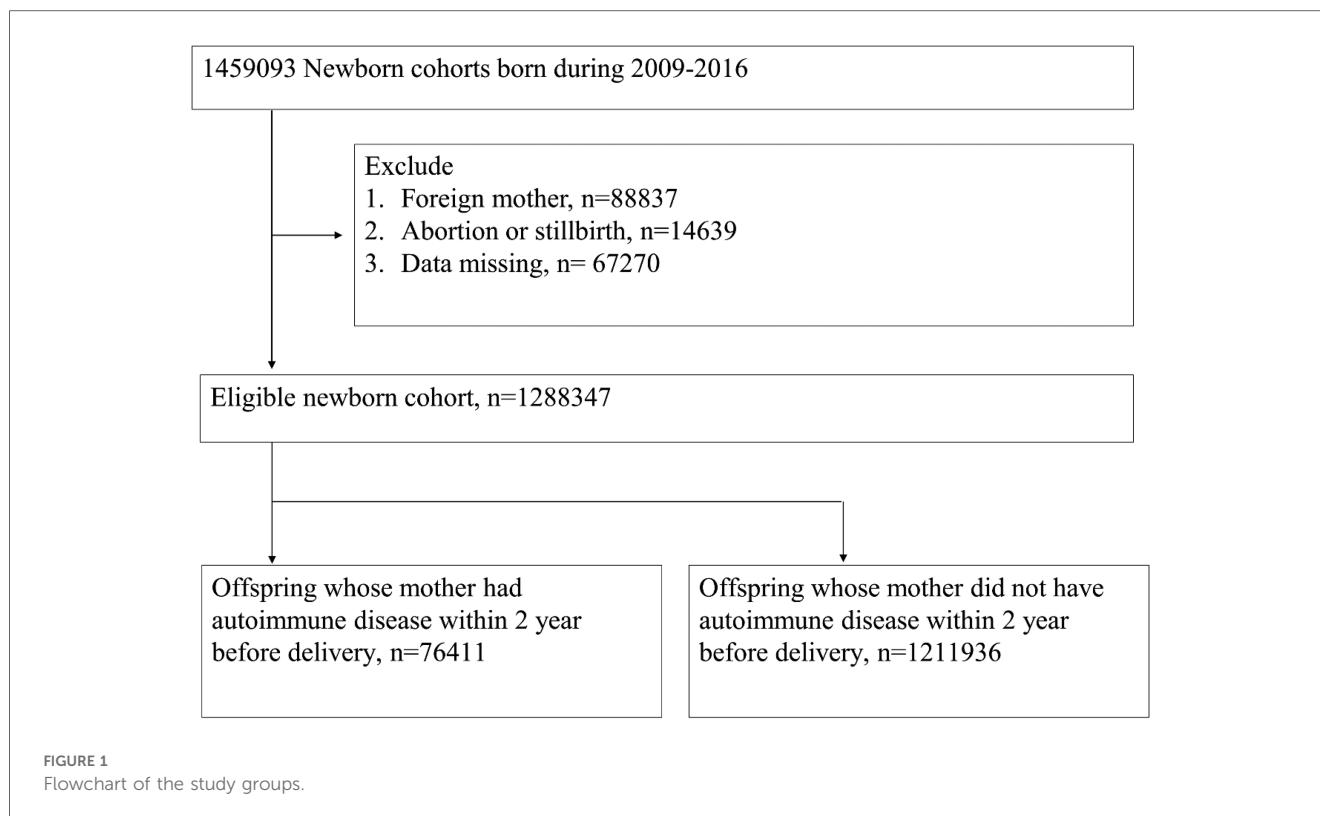 1459093 Newborn cohorts born during 2009-2016
Exclude
1. Foreign mother, n=88837
2. Abortion or stillbirth, n=14639
3. Data missing, n= 67270
Eligible newborn cohort, n=1288347
Offspring whose mother had
autoimmune disease within 2 year
before delivery, n=76411
Offspring whose mother did not have
autoimmune disease within 2 year
before delivery, n=1211936
FIGURE 1
Flowchart of the study groups.